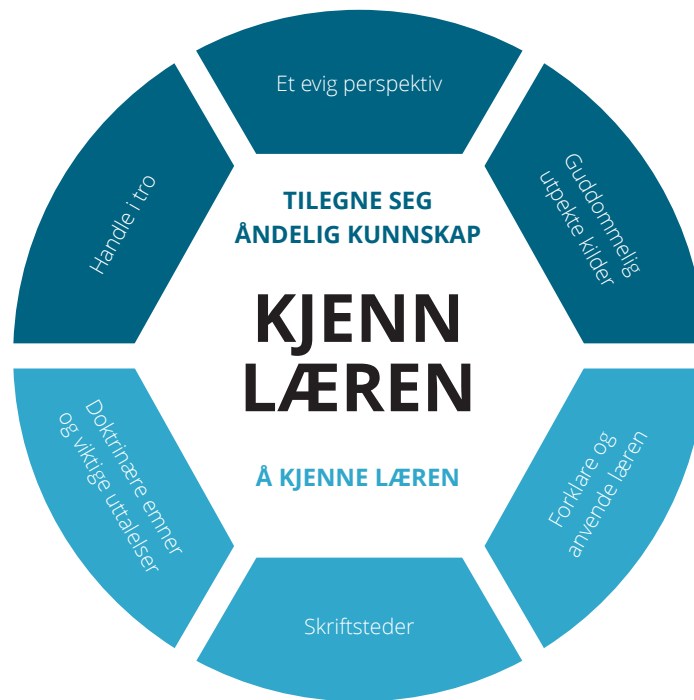 Et evig perspektiv
Handle i tro
Guddommelig
utpekte kilder
TILEGNE SEG
ÅNDELIG KUNNSKAP
KJENN
LÆREN
Å KJENNE LÆREN
Doktrinære emner
og viktige uttalelser
Forklare og
anvende læren
Skriftsteder